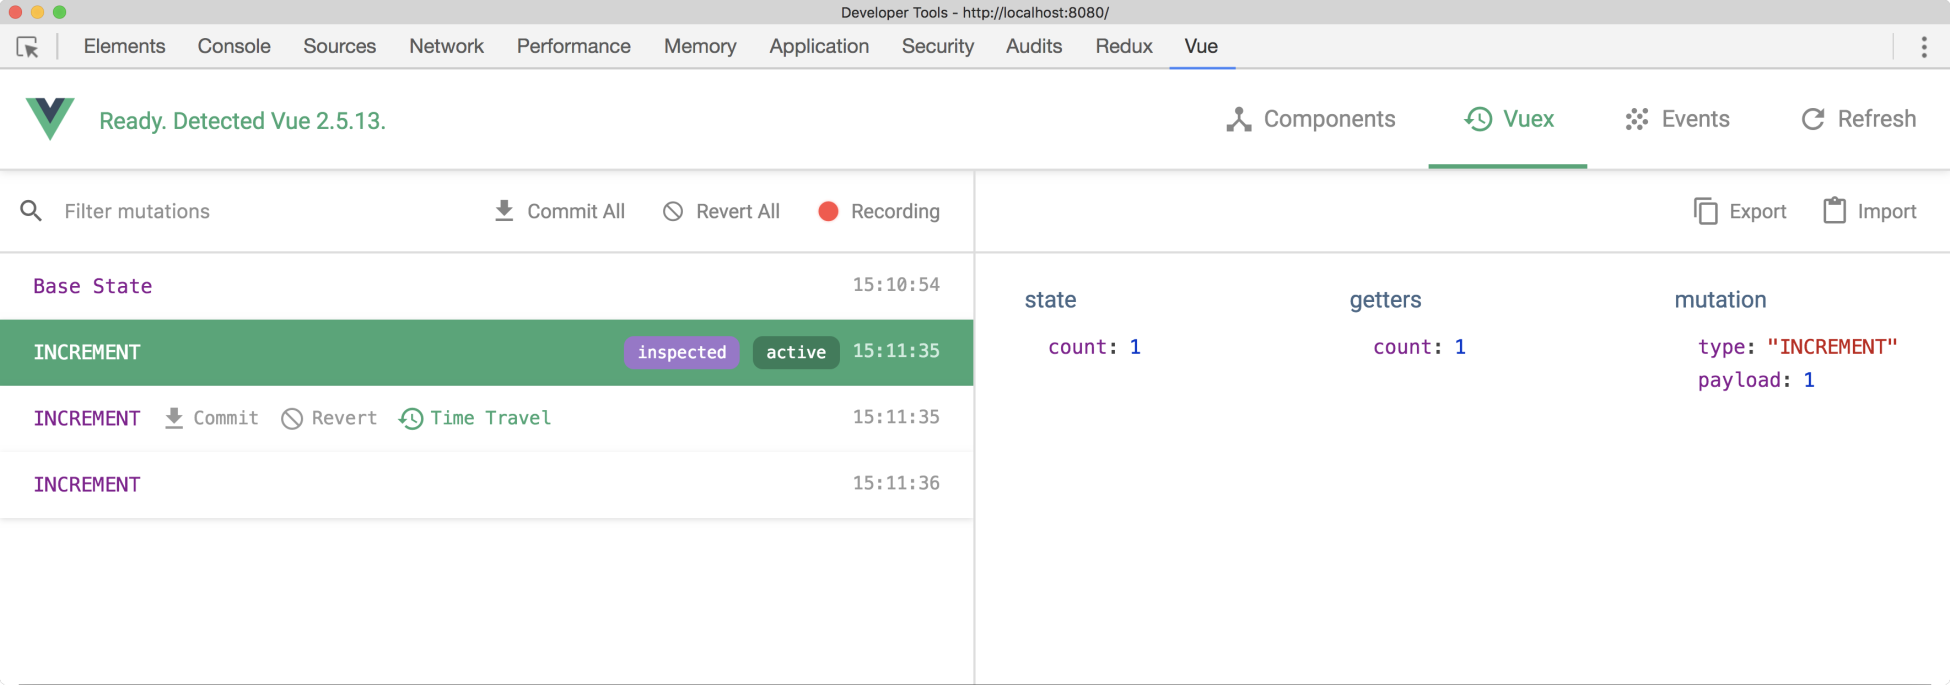 Developer Tools - http://localhost:8080/
Elements Console Sources Network Performance Memory Application Security Audits Redux Vue
Ready. Detected Vue 2.5.13.
Components Vuex Events Refresh
Filter mutations Commit All Revert All Recording
Export Import
Base State 15:10:54
INCREMENT inspected active 15:11:35
INCREMENT Commit Revert Time Travel 15:11:35
INCREMENT 15:11:36
state
count: 1
getters
count: 1
mutation
type: "INCREMENT"
payload: 1